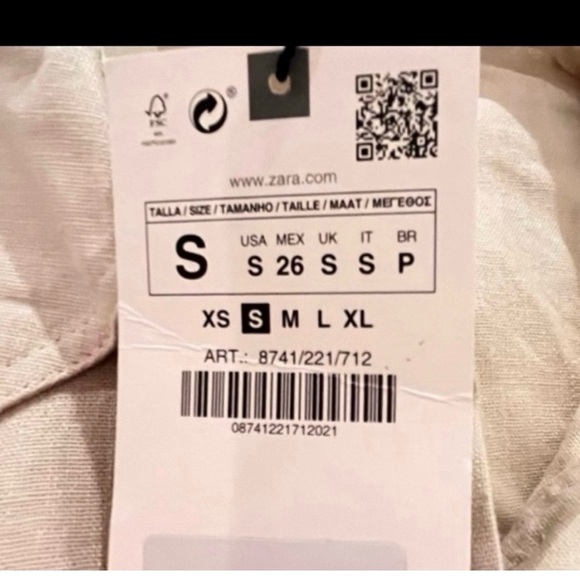 FSC
®
www.zara.com
TALLA / SIZE / TAMANHO / TAILLE / MAAT / ΜΕΓΕΘΟΣ
S
USA MEX UK IT BR
S 26 S S P
XS S M L XL
ART.: 8741/221/712
08741221712021